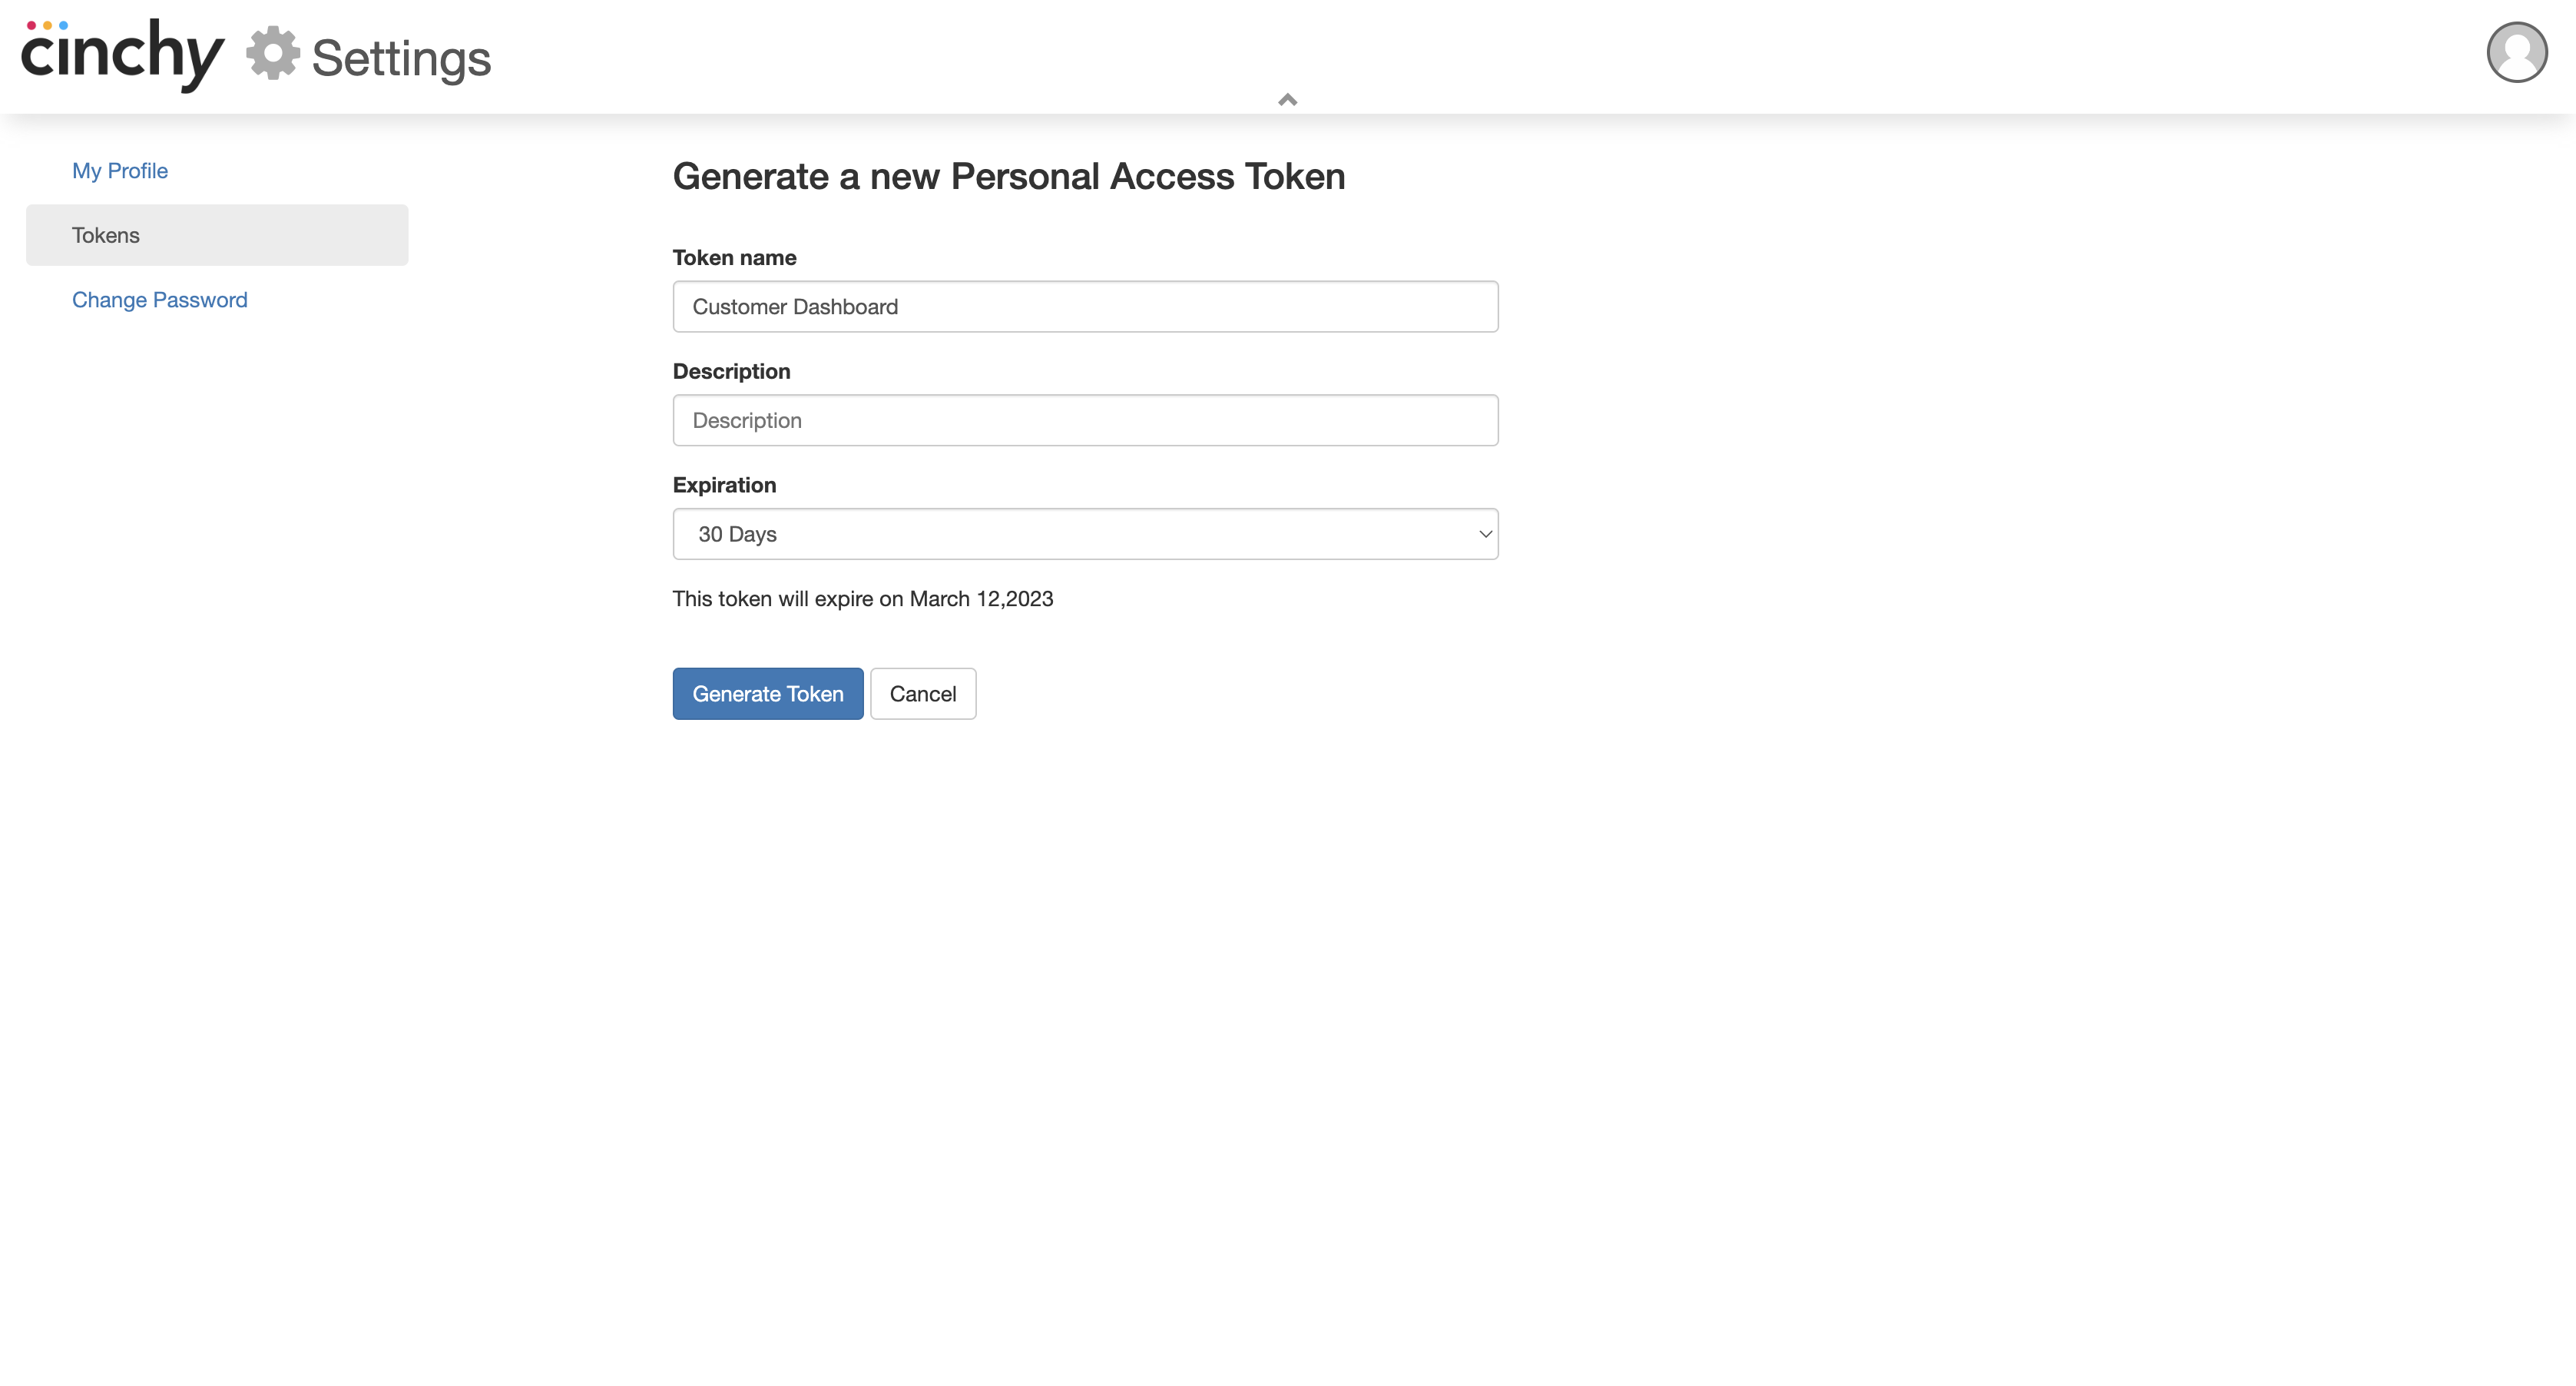 cinchy Settings
My Profile
Tokens
Change Password
Generate a new Personal Access Token
Token name
Customer Dashboard
Description
Description
Expiration
30 Days
This token will expire on March 12,2023
Generate Token Cancel